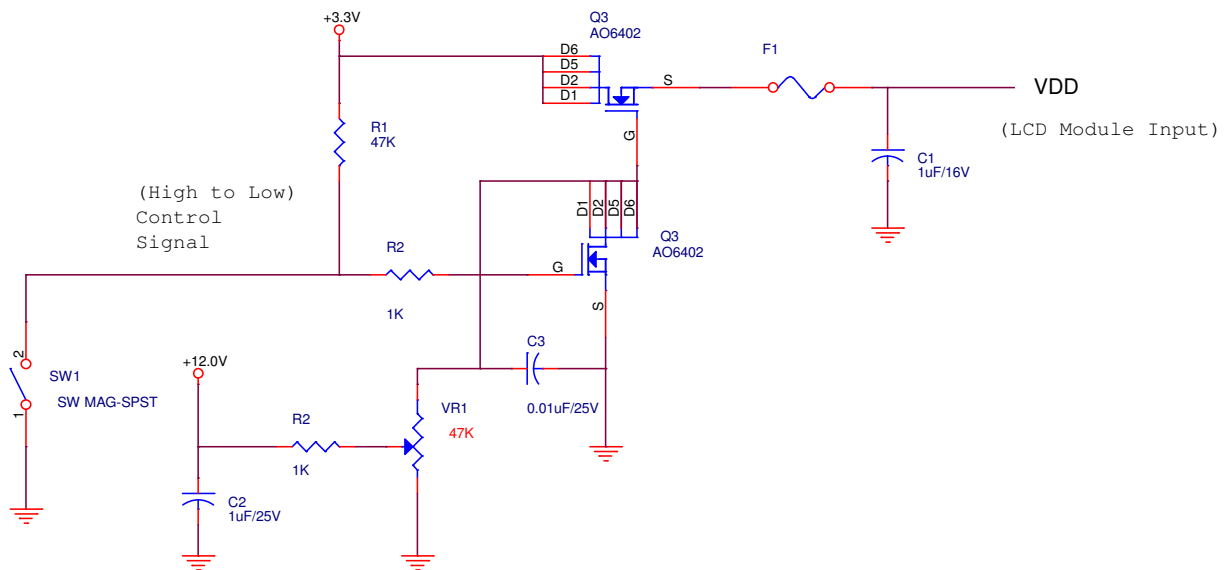 Q3
AO6402
+3.3V
D6
D5
D2
D1
S
G
F1
VDD
(LCD Module Input)
R1
47K
C1
1uF/16V
(High to Low)
Control
Signal
D1
D2
D5
D6
Q3
AO6402
R2
G
1K
S
2
1
SW1
SW MAG-SPST
+12.0V
C3
0.01uF/25V
R2
1K
VR1
47K
C2
1uF/25V